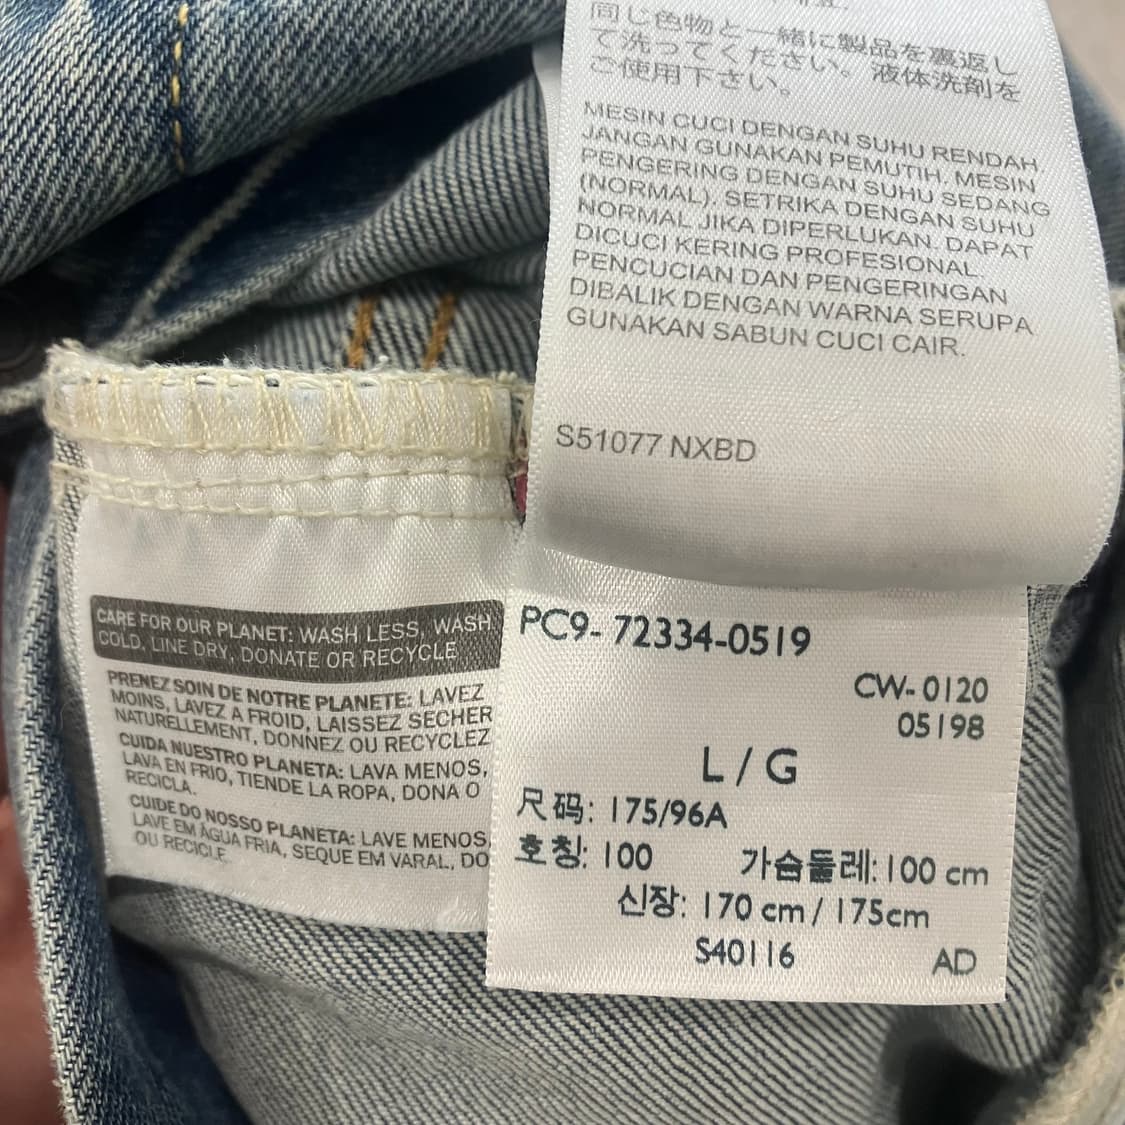 同じ色物と一緒に製品を裏返し
て洗ってください。液体洗剤を
ご使用下さい。
MESIN CUCI DENGAN SUHU RENDAH
JANGAN GUNAKAN PEMUTIH. MESIN
PENGERING DENGAN SUHU SEDANG
(NORMAL). SETRIKA DENGAN SUHU
NORMAL JIKA DIPERLUKAN. DAPAT
DICUCI KERING PROFESIONAL.
PENCUCIAN DAN PENGERINGAN
DIBALIK DENGAN WARNA SERUPA
GUNAKAN SABUN CUCI CAIR.
S51077 NXBD
CARE FOR OUR PLANET: WASH LESS, WASH
COLD, LINE DRY, DONATE OR RECYCLE
PRENEZ SOIN DE NOTRE PLANETE: LAVEZ
MOINS, LAVEZ A FROID, LAISSEZ SECHER
NATURELLEMENT, DONNEZ OU RECYCLEZ
CUIDA NUESTRO PLANETA: LAVA MENOS,
LAVA EN FRIO, TIENDE LA ROPA, DONA O
RECICLA.
CUIDE DO NOSSO PLANETA: LAVE MENOS,
LAVE EM ÁGUA FRIA, SEQUE EM VARAL, DO
OU RECICLE.
PC9- 72334-0519
CW- 0120
05198
L / G
尺码: 175/96A
호칭: 100 가슴둘레: 100 cm
신장: 170 cm / 175cm
S40116 AD